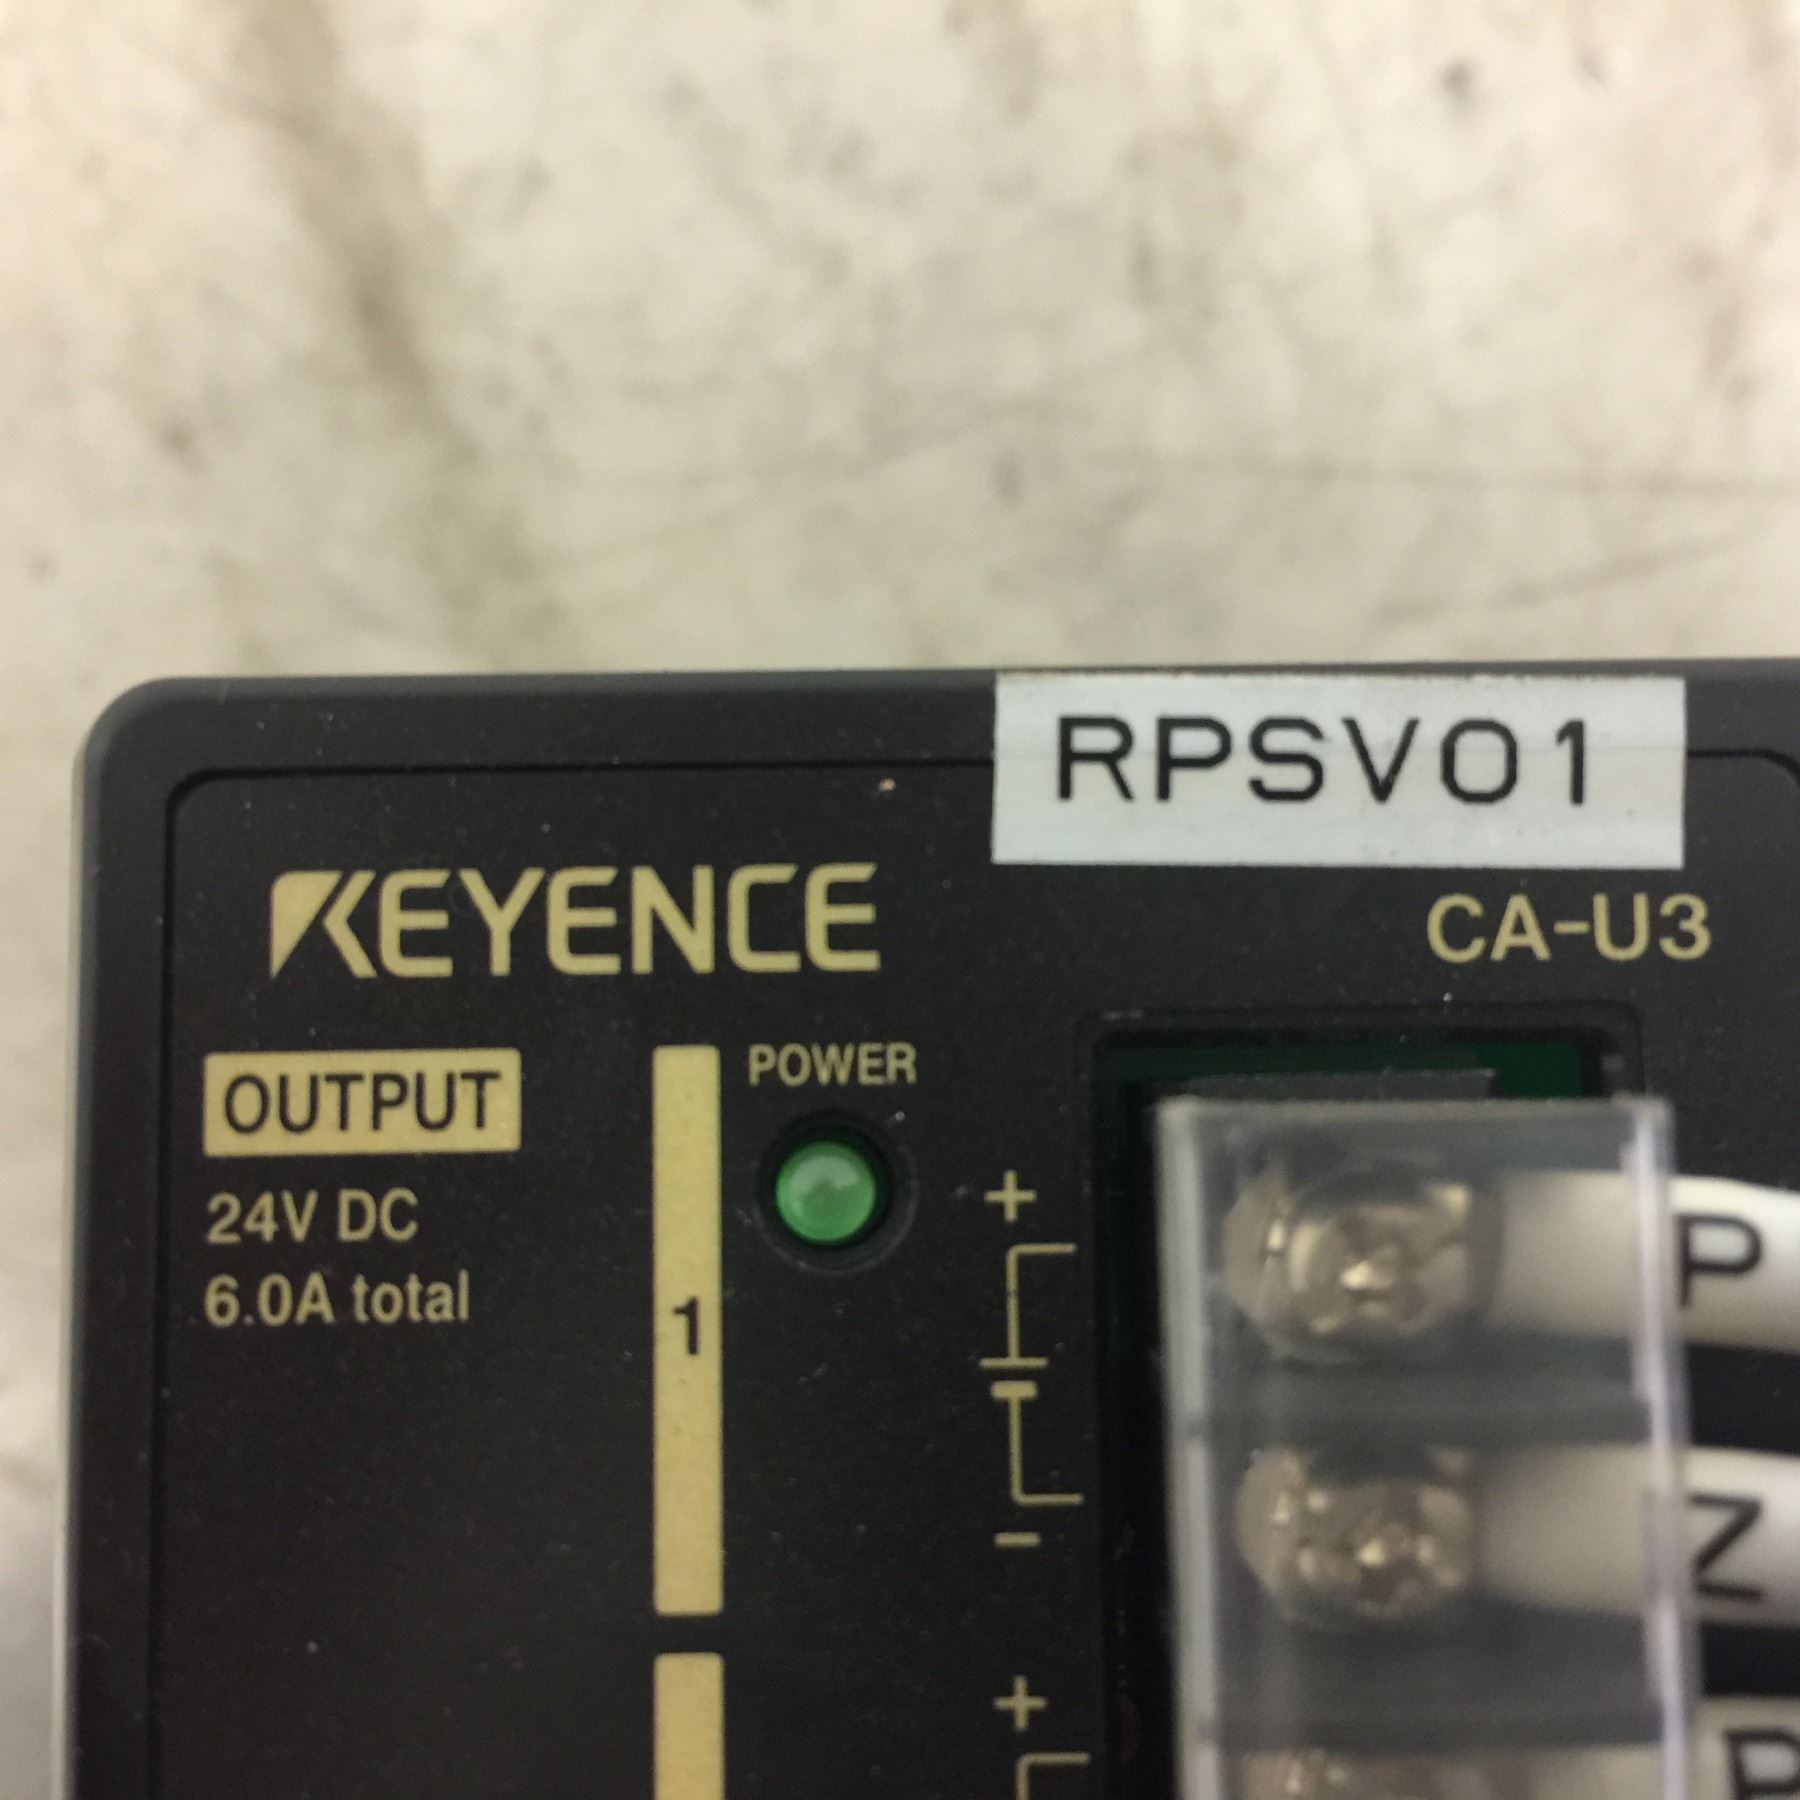 RPSV01
KEYENCE
CA-U3
OUTPUT
POWER
24V DC
6.0A total
1
+
P
-
Z
+
P